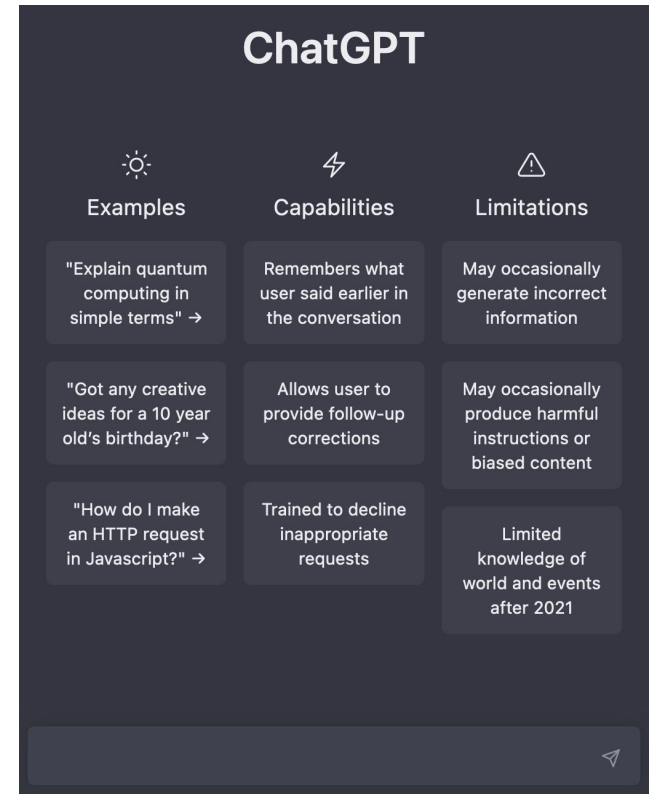 ChatGPT
Examples
"Explain quantum
computing in
simple terms" →
"Got any creative
ideas for a 10 year
old's birthday?" →
"How do I make
an HTTP request
in Javascript?" →
Capabilities
Remembers what
user said earlier in
the conversation
Allows user to
provide follow-up
corrections
Trained to decline
inappropriate
requests
Limitations
May occasionally
generate incorrect
information
May occasionally
produce harmful
instructions or
biased content
Limited
knowledge of
world and events
after 2021